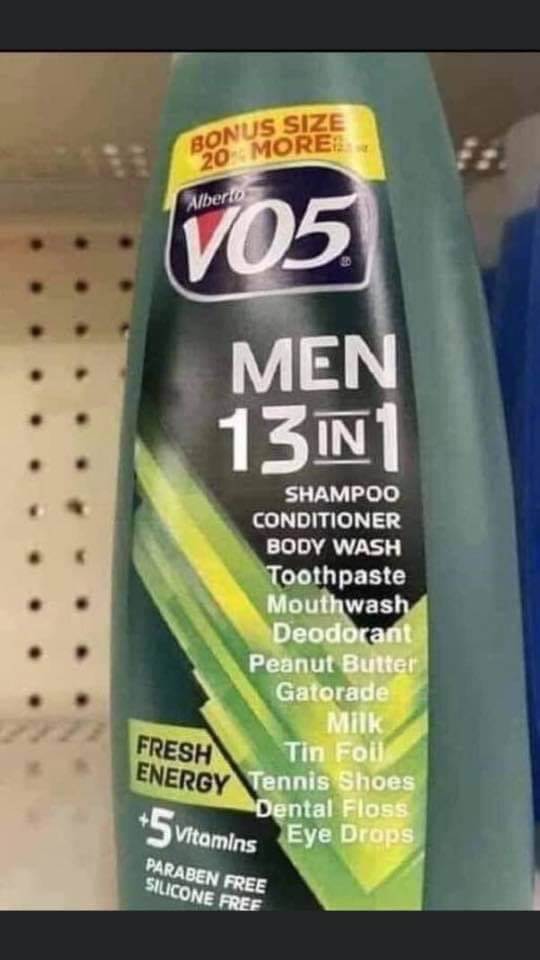 BONUS SIZE
20% MORE
Alberto
VO5
MEN
13 IN 1
SHAMPOO
CONDITIONER
BODY WASH
Toothpaste
Mouthwash
Deodorant
Peanut Butter
Gatorade
Milk
Tin Foil
Tennis Shoes
Dental Floss
Eye Drops
FRESH
ENERGY
+5 Vitamins
PARABEN FREE
SILICONE FREE